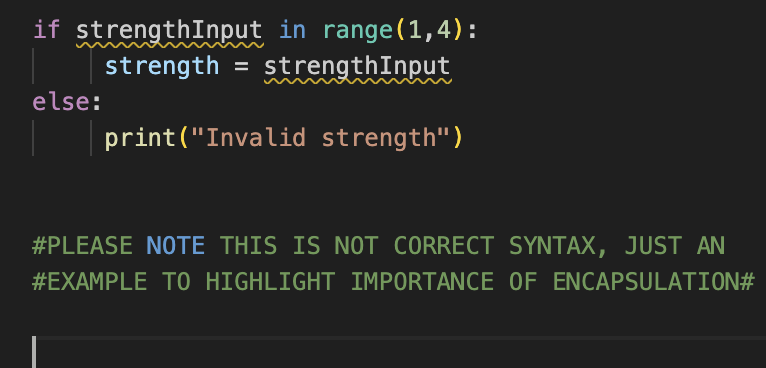 if strengthInput in range(1,4):
strength = strengthInput
else:
print("Invalid strength")
#PLEASE NOTE THIS IS NOT CORRECT SYNTAX, JUST AN
#EXAMPLE TO HIGHLIGHT IMPORTANCE OF ENCAPSULATION#